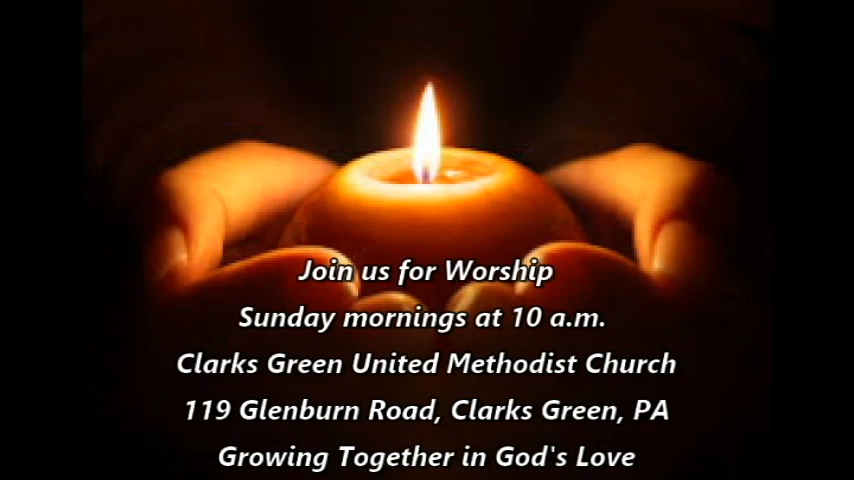 Join us for Worship
Sunday mornings at 10 a.m.
Clarks Green United Methodist Church
119 Glenburn Road, Clarks Green, PA
Growing Together in God's Love